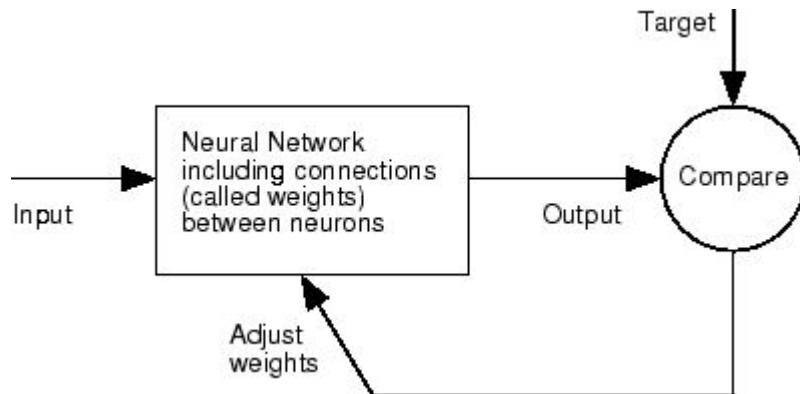 Target
Neural Network
including connections
(called weights)
between neurons
Compare
Input
Output
Adjust
weights